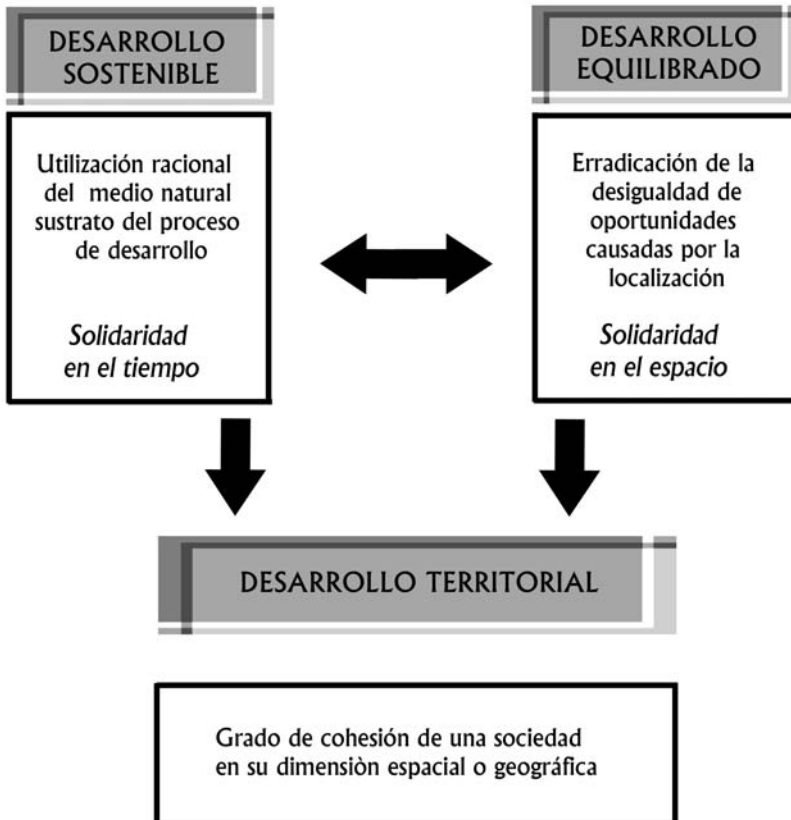 DESARROLLO
SOSTENIBLE
Utilización racional
del medio natural
sustrato del proceso
de desarrollo
Solidaridad
en el tiempo
DESARROLLO
EQUILIBRADO
Erradicación de la
desigualdad de
oportunidades
causadas por la
localización
Solidaridad
en el espacio
DESARROLLO TERRITORIAL
Grado de cohesión de una sociedad
en su dimensiòn espacial o geográfica